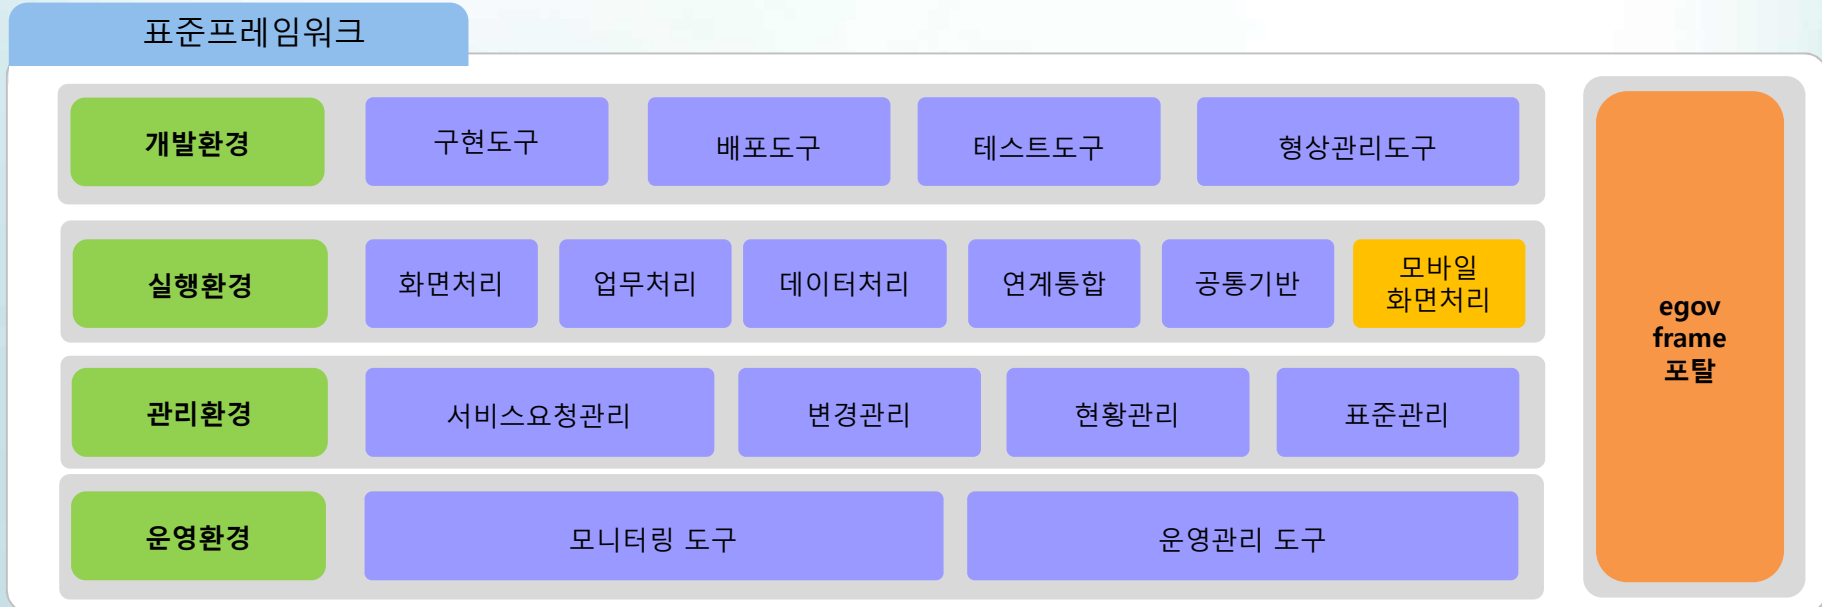 표준프레임워크
개발환경
구현도구
배포도구
테스트도구
형상관리도구
실행환경
화면처리
업무처리
데이터처리
연계통합
공통기반
모바일
화면처리
관리환경
서비스요청관리
변경관리
현황관리
표준관리
운영환경
모니터링 도구
운영관리 도구
egov
frame
포탈